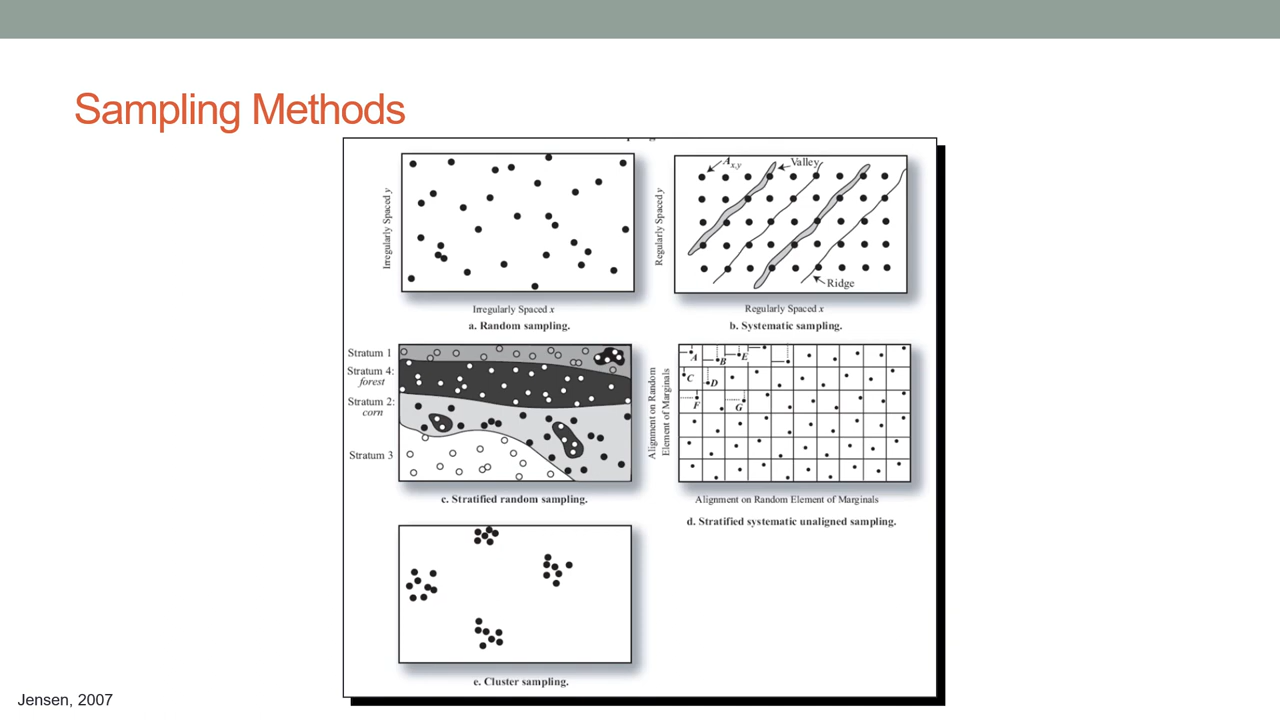 Sampling Methods
Irregularly Spaced y
Irregularly Spaced x
a. Random sampling.
Regularly Spaced y
A x,y
Valley
Ridge
Regularly Spaced x
b. Systematic sampling.
Stratum 1
Stratum 4:
forest
Stratum 2:
corn
Stratum 3
c. Stratified random sampling.
Alignment on Random
Element of Marginals
A
B
E
C
D
F
G
Alignment on Random Element of Marginals
d. Stratified systematic unaligned sampling.
e. Cluster sampling.
Jensen, 2007